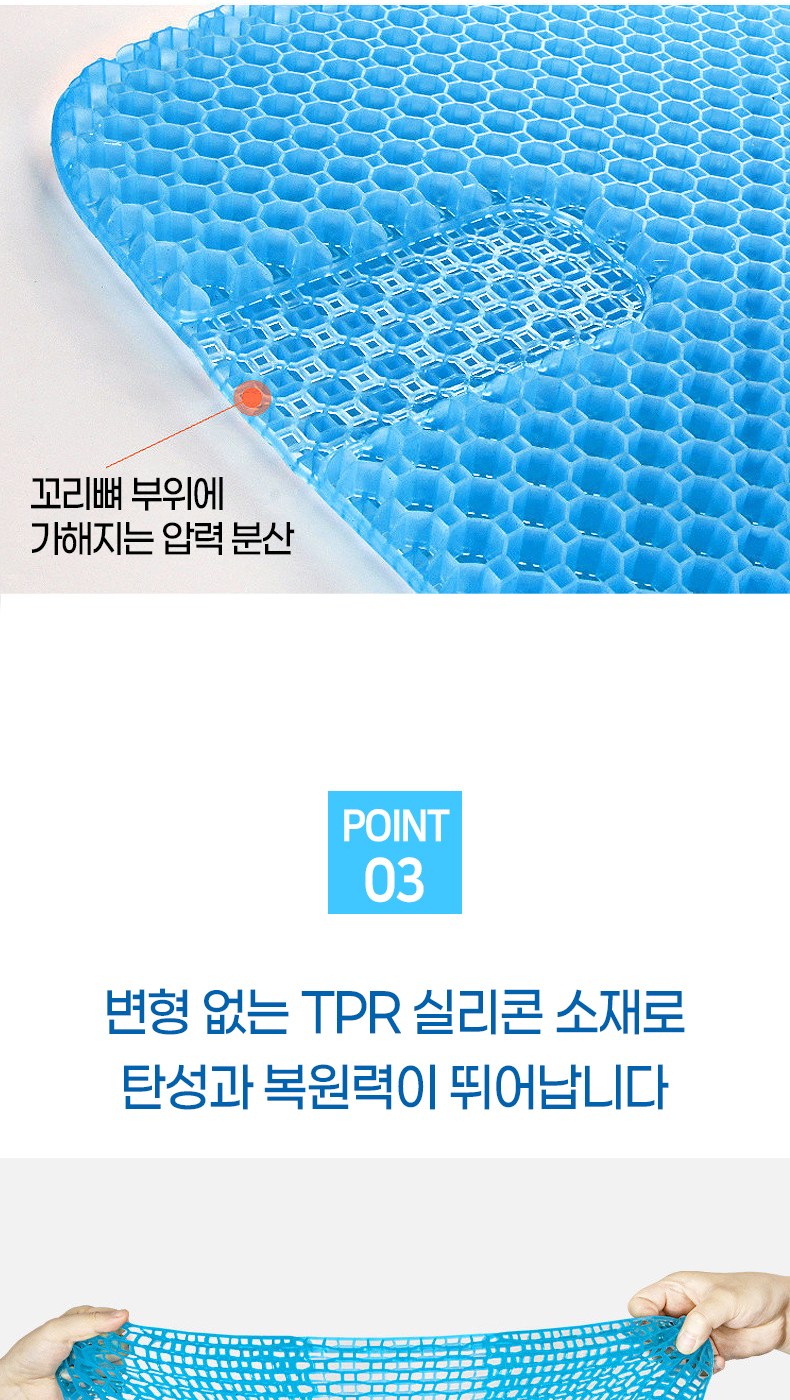 꼬리뼈 부위에
가해지는 압력 분산
POINT
03
변형 없는 TPR 실리콘 소재로
탄성과 복원력이 뛰어납니다